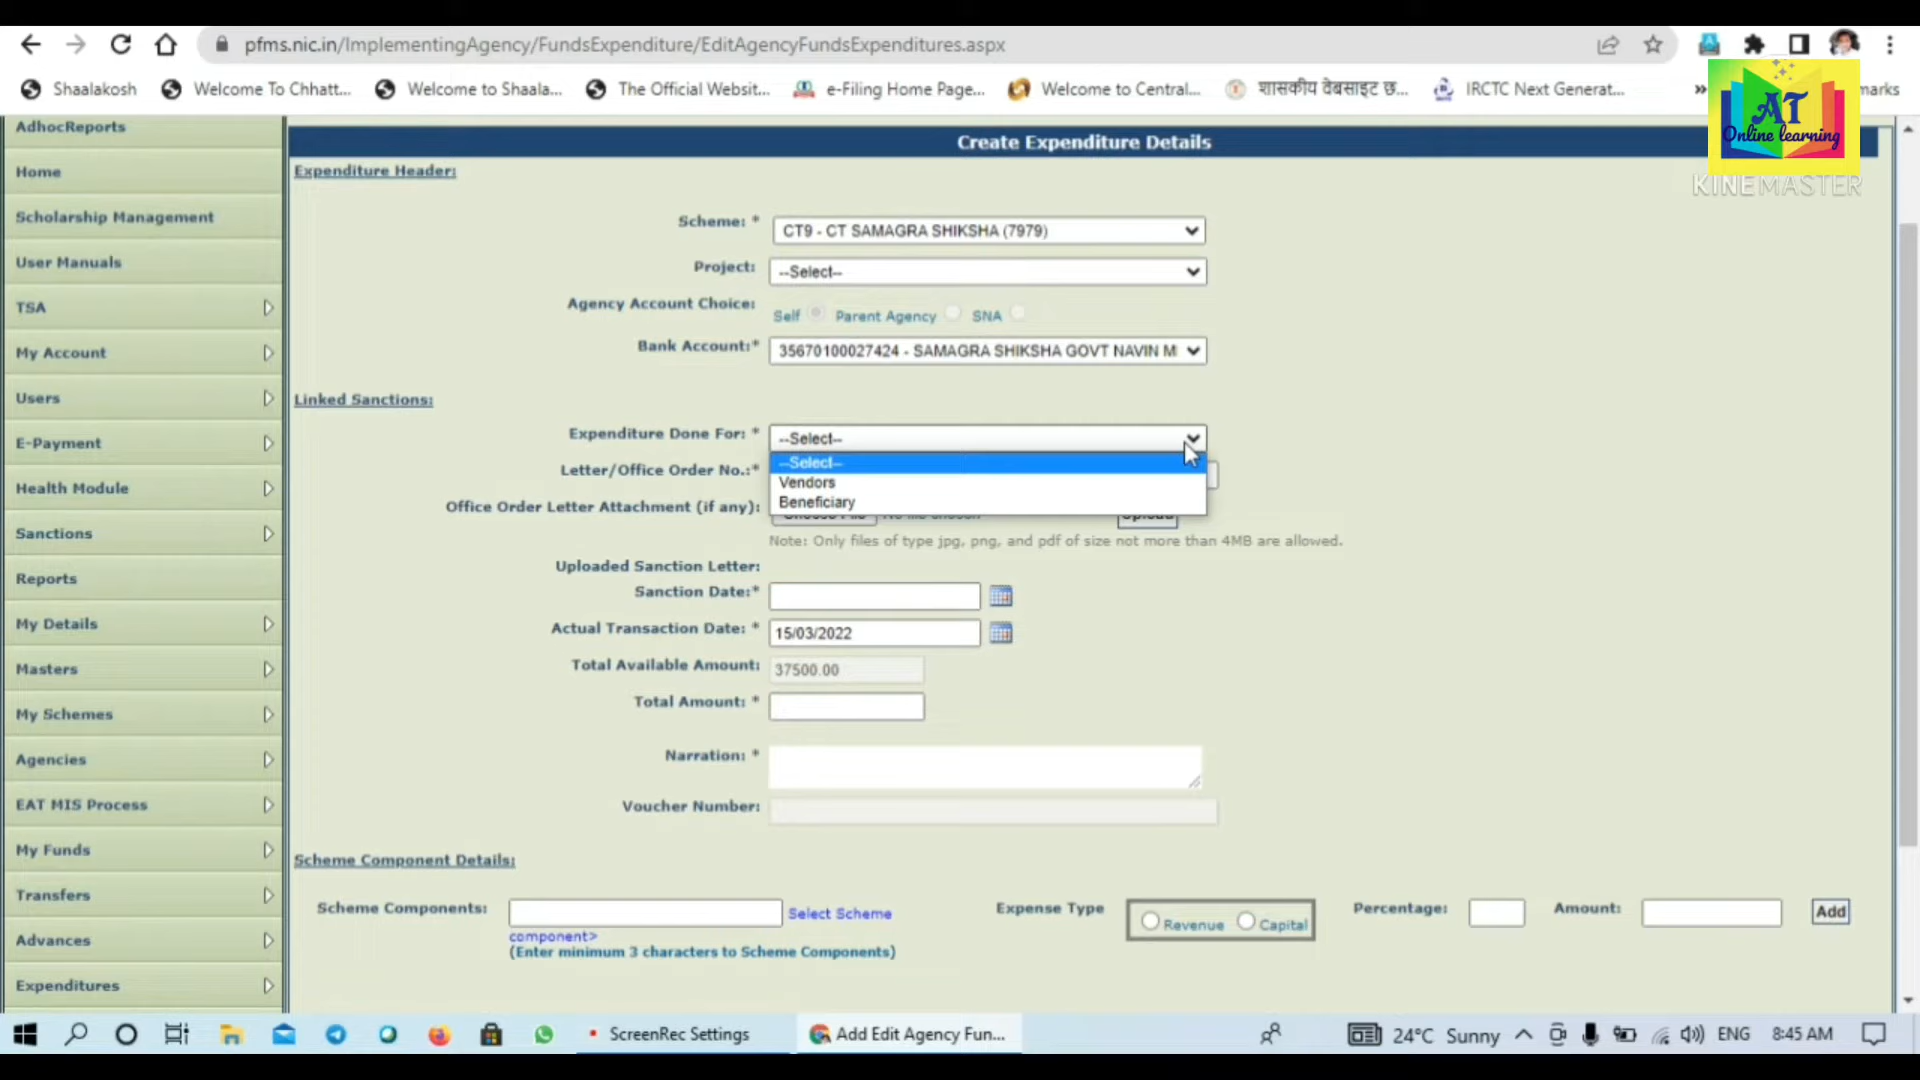 pfms.nic.in/ImplementingAgency/FundsExpenditure/EditAgencyFundsExpenditures.aspx
Shaalakosh
Welcome To Chhatt...
Welcome to Shaala...
The Official Websit...
e-Filing Home Page...
Welcome to Central...
शासकीय वेबसाइट छ...
IRCTC Next Generat...
»
marks
AT
Online learning
KINEMASTER
AdhocReports
Home
Scholarship Management
User Manuals
TSA
My Account
Users
E-Payment
Health Module
Sanctions
Reports
My Details
Masters
My Schemes
Agencies
EAT MIS Process
My Funds
Transfers
Advances
Expenditures
Create Expenditure Details
Expenditure Header:
Scheme: * CT9 - CT SAMAGRA SHIKSHA (7979)
Project: --Select--
Agency Account Choice: Self Parent Agency SNA
Bank Account:* 35670100027424 - SAMAGRA SHIKSHA GOVT NAVIN M
Linked Sanctions:
Expenditure Done For: * --Select--
--Select--
Letter/Office Order No.:*
Vendors
Beneficiary
Office Order Letter Attachment (if any):
Upload
Note: Only files of type jpg, png, and pdf of size not more than 4MB are allowed.
Uploaded Sanction Letter:
Sanction Date:*
Actual Transaction Date: * 15/03/2022
Total Available Amount: 37500.00
Total Amount: *
Narration: *
Voucher Number:
Scheme Component Details:
Scheme Components: Select Scheme
component>
(Enter minimum 3 characters to Scheme Components)
Expense Type Revenue Capital Percentage: Amount: Add
ScreenRec Settings
Add Edit Agency Fun...
24°C Sunny ENG 8:45 AM